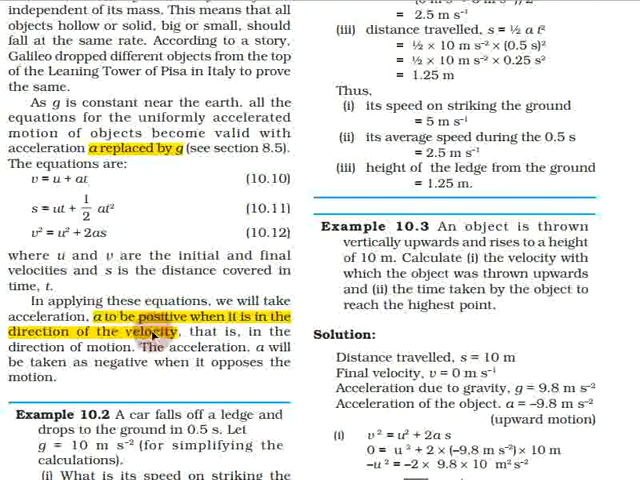 independent of its mass. This means that all
objects hollow or solid, big or small, should
fall at the same rate. According to a story,
Galileo dropped different objects from the top
of the Leaning Tower of Pisa in Italy to prove
the same.
As g is constant near the earth, all the
equations for the uniformly accelerated
motion of objects become valid with
acceleration a replaced by g (see section 8.5).
The equations are:
v = u + at (10.10)
s = ut + 1/2 at² (10.11)
v² = u² + 2as (10.12)
where u and v are the initial and final
velocities and s is the distance covered in
time, t.
In applying these equations, we will take
acceleration, a to be positive when it is in the
direction of the velocity, that is, in the
direction of motion. The acceleration, a will
be taken as negative when it opposes the
motion.
Example 10.2 A car falls off a ledge and
drops to the ground in 0.5 s. Let
g = 10 m s⁻² (for simplifying the
calculations).
(i) What is its speed on striking the
= 2.5 m s⁻¹
(iii) distance travelled, s = ½ a t²
= ½ × 10 m s⁻² × (0.5 s)²
= ½ × 10 m s⁻² × 0.25 s²
= 1.25 m
Thus,
(i) its speed on striking the ground
= 5 m s⁻¹
(ii) its average speed during the 0.5 s
= 2.5 m s⁻¹
(iii) height of the ledge from the ground
= 1.25 m.
Example 10.3 An object is thrown
vertically upwards and rises to a height
of 10 m. Calculate (i) the velocity with
which the object was thrown upwards
and (ii) the time taken by the object to
reach the highest point.
Solution:
Distance travelled, s = 10 m
Final velocity, v = 0 m s⁻¹
Acceleration due to gravity, g = 9.8 m s⁻²
Acceleration of the object, a = –9.8 m s⁻²
(upward motion)
(i) v² = u² + 2a s
0 = u² + 2 × (–9.8 m s⁻²) × 10 m
–u² = –2 × 9.8 × 10 m² s⁻²